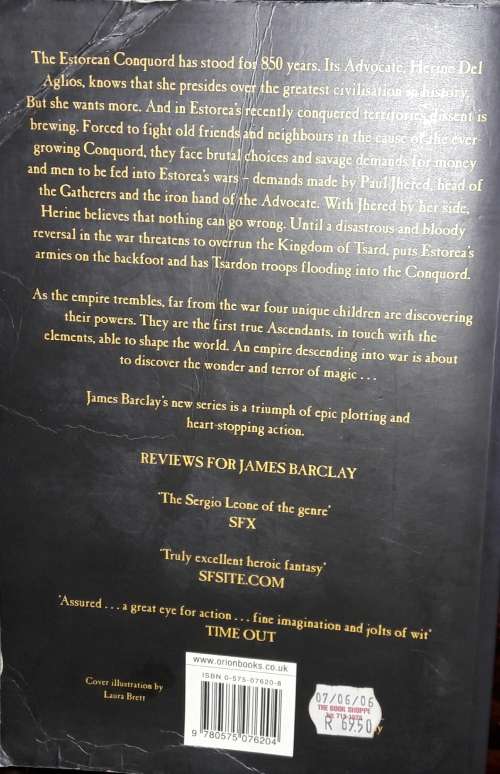 The Estorean Conquord has stood for 850 years. Its Advocate, Herine Del
Aglios, knows that she presides over the greatest civilisation in history.
But she wants more. And in Estorea's recently conquered territories, dissent is
brewing. Forced to fight old friends and neighbours in the cause of the ever-
growing Conquord, they face brutal choices and savage demands for money
and men to be fed into Estorea's wars – demands made by Paul Jhered, head of
the Gatherers and the iron hand of the Advocate. With Jhered by her side,
Herine believes that nothing can go wrong. Until a disastrous and bloody
reversal in the war threatens to overrun the Kingdom of Tsard, puts Estorea's
armies on the backfoot and has Tsardon troops flooding into the Conquord.
As the empire trembles, far from the war four unique children are discovering
their powers. They are the first true Ascendants, in touch with the
elements, able to shape the world. An empire descending into war is about
to discover the wonder and terror of magic . . .
James Barclay's new series is a triumph of epic plotting and
heart-stopping action.
REVIEWS FOR JAMES BARCLAY
'The Sergio Leone of the genre'
SFX
'Truly excellent heroic fantasy'
SFSITE.COM
'Assured . . . a great eye for action . . . fine imagination and jolts of wit'
TIME OUT
Cover illustration by
Laura Brett
www.orionbooks.co.uk
ISBN 0-575-07620-8
9 780575 076204
07/06/06
THE BOOK SHOPPE
R 69.50
y